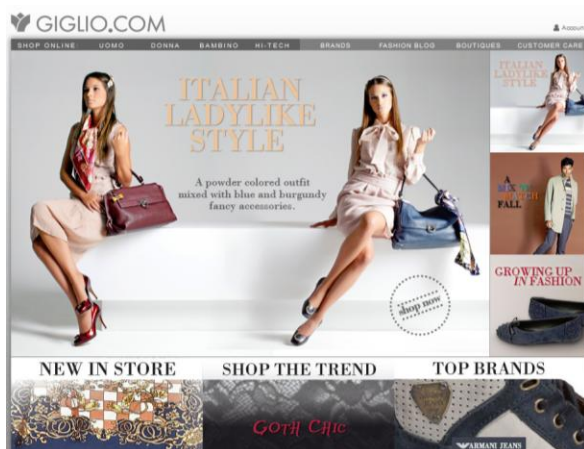 GIGLIO.COM
Account
SHOP ONLINE UOMO DONNA BAMBINO HI-TECH BRANDS FASHION BLOG BOUTIQUES CUSTOMER CARE
ITALIAN
LADYLIKE
STYLE
A powder colored outfit
mixed with blue and burgundy
fancy accessories.
shop now
ITALIAN
LADYLIKE
STYLE
A
FALL
GROWING UP
IN FASHION
NEW IN STORE
SHOP THE TREND
TOP BRANDS
GOTH CHIC
ARMANI JEANS